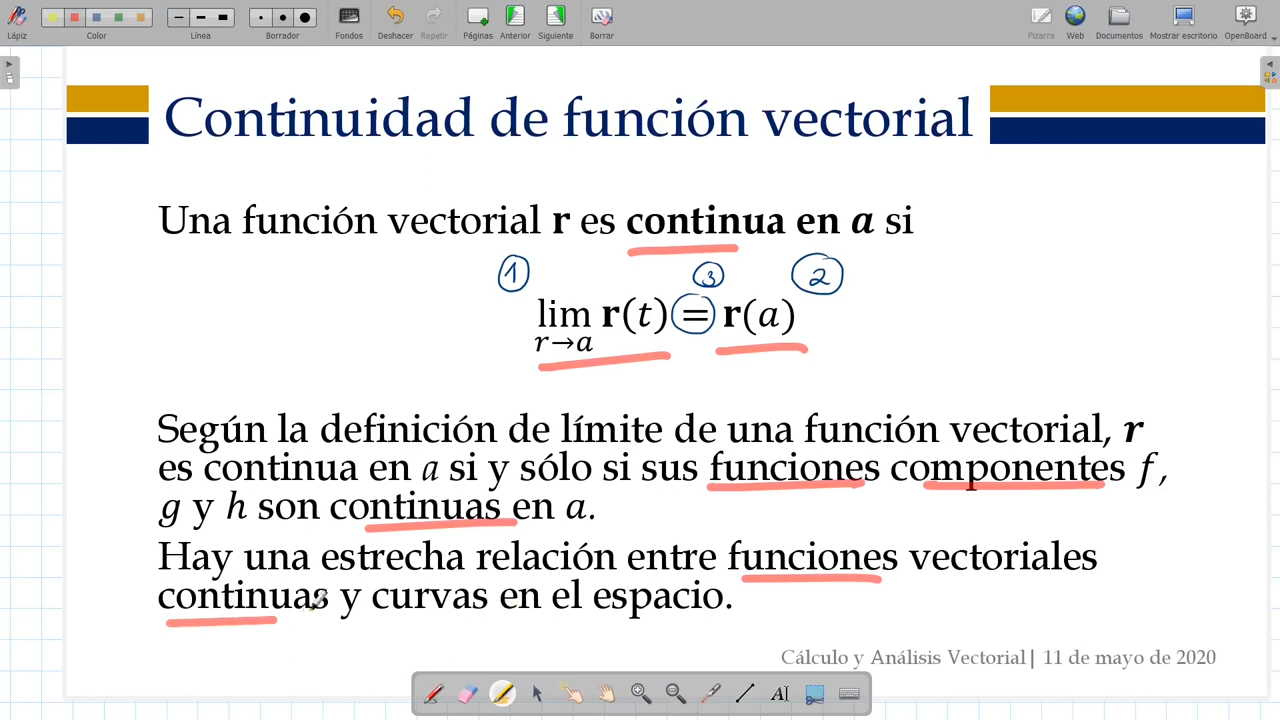 Lápiz Color Línea Borrador Fondos Deshacer Repetir Páginas Anterior Siguiente Borrar Pizarra Web Documentos Mostrar escritorio OpenBoard
Continuidad de función vectorial
Una función vectorial r es continua en a si
1 3 2
lim r(t) = r(a)
r→a
Según la definición de límite de una función vectorial, r
es continua en a si y sólo si sus funciones componentes f,
g y h son continuas en a.
Hay una estrecha relación entre funciones vectoriales
continuas y curvas en el espacio.
Cálculo y Análisis Vectorial| 11 de mayo de 2020
AI